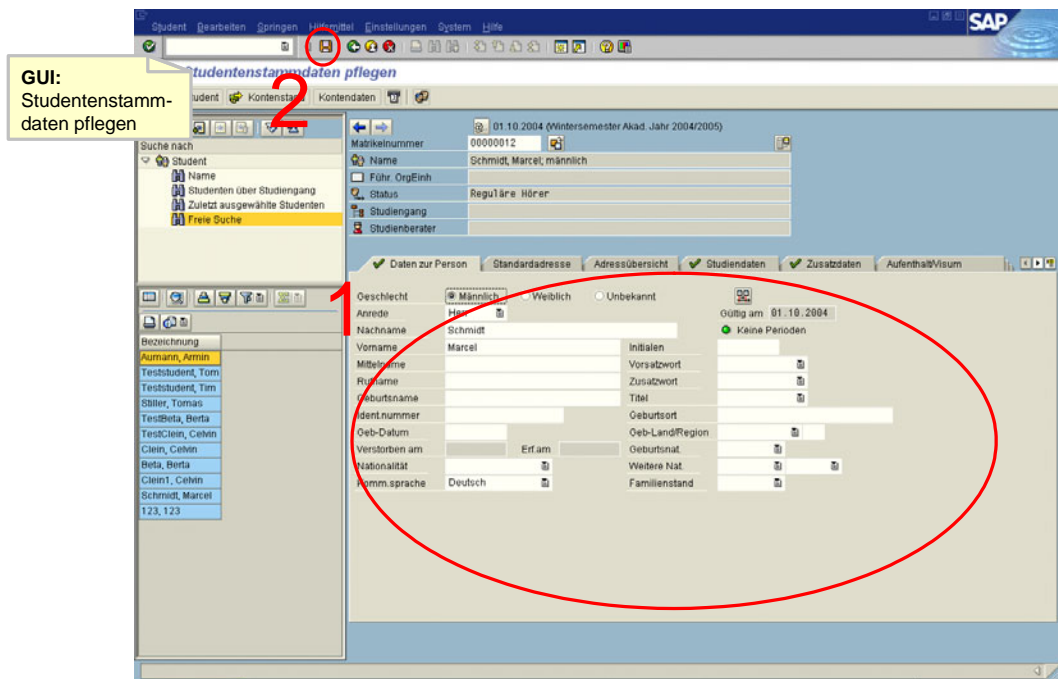 Student Bearbeiten Springen Hilfsmittel Einstellungen System Hilfe
SAP
GUI:
Studentenstamm-
daten pflegen
Studentenstammdaten pflegen
2
udent Kontenstand Kontendaten
Suche nach
Student
Name
Studenten über Studiengang
Zuletzt ausgewählte Studenten
Freie Suche
01.10.2004 (Wintersemester Akad. Jahr 2004/2005)
Matrikelnummer 00000012
Name Schmidt, Marcel; männlich
Führ. OrgEinh
Status Reguläre Hörer
Studiengang
Studienberater
Daten zur Person Standardadresse Adressübersicht Studiendaten Zusatzdaten Aufenthalt/Visum
1
Geschlecht Männlich Weiblich Unbekannt
Anrede Herr Gültig am 01.10.2004
Nachname Schmidt Keine Perioden
Vorname Marcel Initialen
Mittelname Vorsatzwort
Rufname Zusatzwort
Geburtsname Titel
Ident.nummer Geburtsort
Geb-Datum Geb-Land/Region
Verstorben am Erf.am Geburtsnat.
Nationalität Weitere Nat.
Komm.sprache Deutsch Familienstand
Bezeichnung
Aumann, Armin
Teststudent, Tom
Teststudent, Tim
Stiller, Tomas
TestBeta, Berta
TestClein, Celvin
Clein, Celvin
Beta, Berta
Clein1, Celvin
Schmidt, Marcel
123, 123